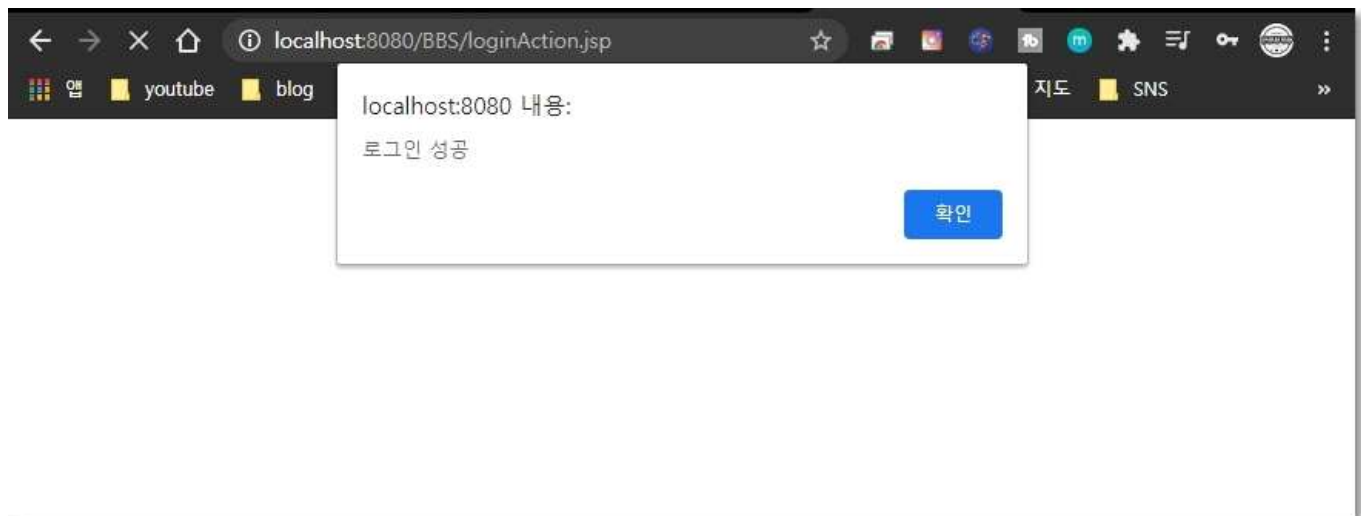 localhost:8080/BBS/loginAction.jsp
앱 youtube blog 지도 SNS »
localhost:8080 내용:
로그인 성공
확인